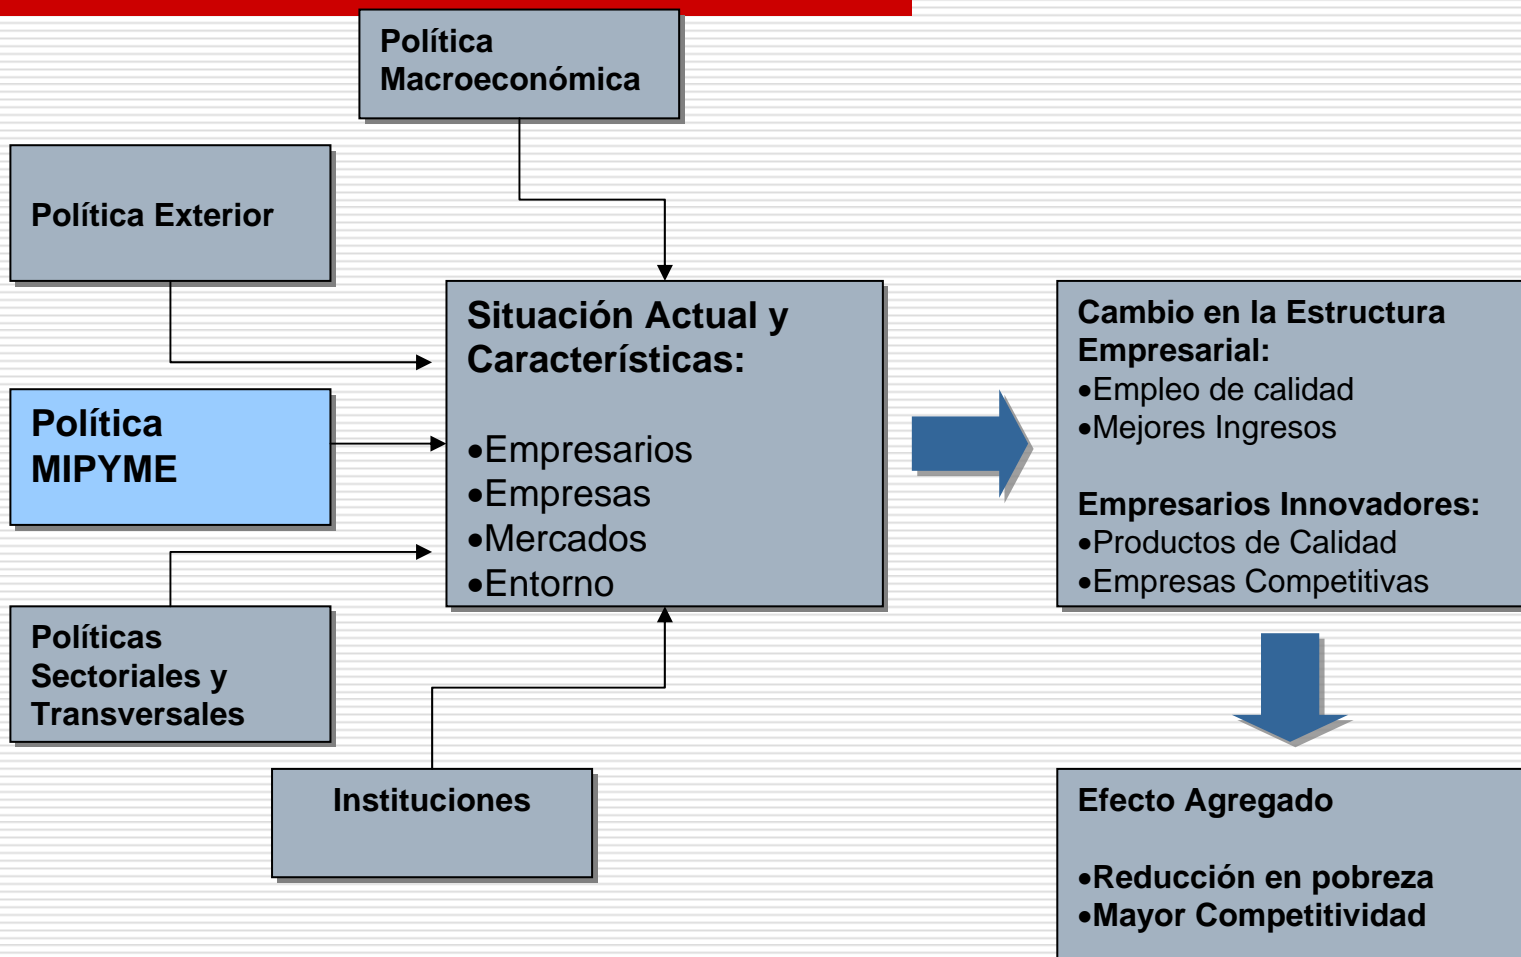 Política
Macroeconómica
Política Exterior
Política
MIPYME
Políticas
Sectoriales y
Transversales
Instituciones
Situación Actual y
Características:
•Empresarios
•Empresas
•Mercados
•Entorno
Cambio en la Estructura
Empresarial:
•Empleo de calidad
•Mejores Ingresos
Empresarios Innovadores:
•Productos de Calidad
•Empresas Competitivas
Efecto Agregado
•Reducción en pobreza
•Mayor Competitividad